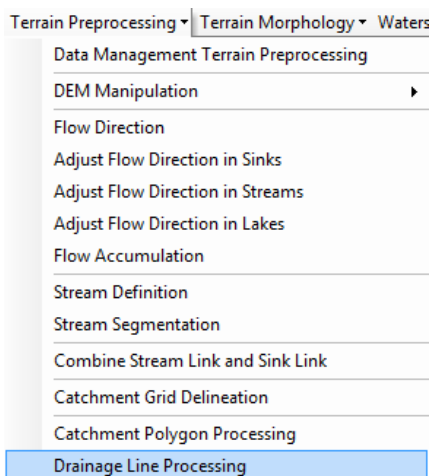 Terrain Preprocessing Terrain Morphology Waters
Data Management Terrain Preprocessing
DEM Manipulation
Flow Direction
Adjust Flow Direction in Sinks
Adjust Flow Direction in Streams
Adjust Flow Direction in Lakes
Flow Accumulation
Stream Definition
Stream Segmentation
Combine Stream Link and Sink Link
Catchment Grid Delineation
Catchment Polygon Processing
Drainage Line Processing